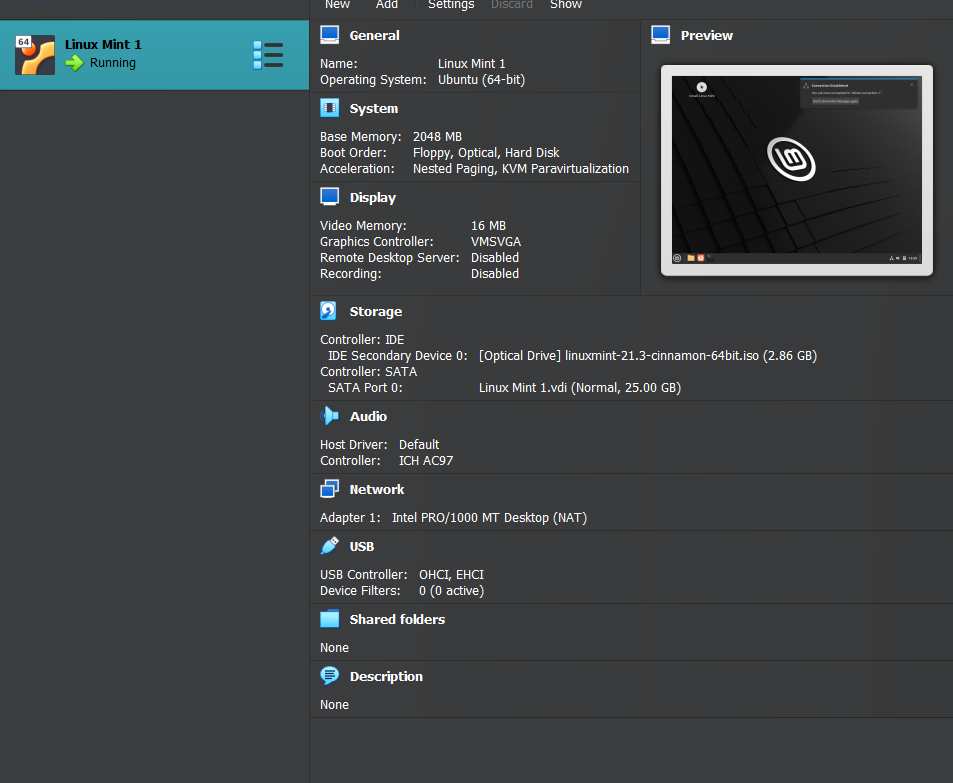 New Add Settings Discard Show
64
Linux Mint 1
Running
General
Name: Linux Mint 1
Operating System: Ubuntu (64-bit)
System
Base Memory: 2048 MB
Boot Order: Floppy, Optical, Hard Disk
Acceleration: Nested Paging, KVM Paravirtualization
Display
Video Memory: 16 MB
Graphics Controller: VMSVGA
Remote Desktop Server: Disabled
Recording: Disabled
Preview
Connection Established
Install Linux Mint
Don't show this message again
Storage
Controller: IDE
IDE Secondary Device 0: [Optical Drive] linuxmint-21.3-cinnamon-64bit.iso (2.86 GB)
Controller: SATA
SATA Port 0: Linux Mint 1.vdi (Normal, 25.00 GB)
Audio
Host Driver: Default
Controller: ICH AC97
Network
Adapter 1: Intel PRO/1000 MT Desktop (NAT)
USB
USB Controller: OHCI, EHCI
Device Filters: 0 (0 active)
Shared folders
None
Description
None